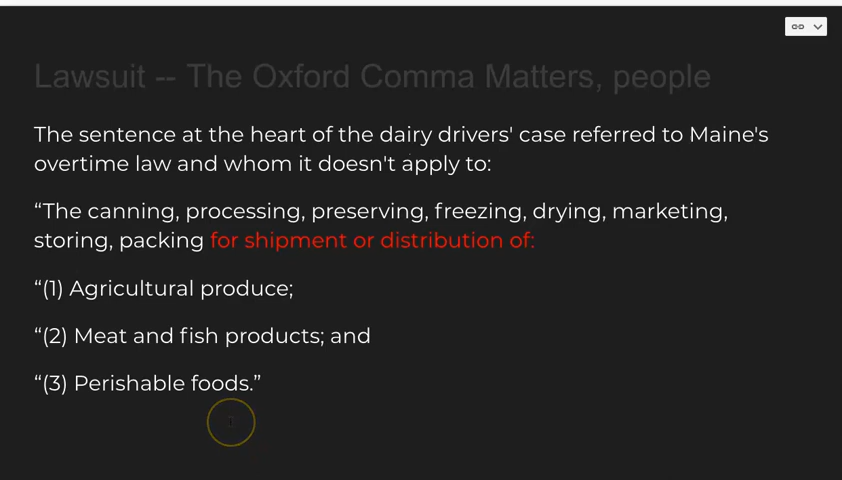 Lawsuit -- The Oxford Comma Matters, people
The sentence at the heart of the dairy drivers' case referred to Maine's
overtime law and whom it doesn't apply to:
“The canning, processing, preserving, freezing, drying, marketing,
storing, packing for shipment or distribution of:
“(1) Agricultural produce;
“(2) Meat and fish products; and
“(3) Perishable foods.”